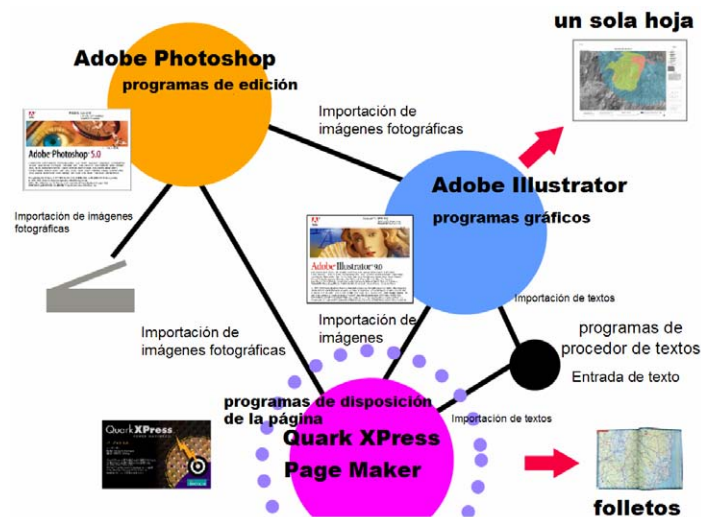 un sola hoja
Adobe Photoshop
programas de edición
Adobe Photoshop 5.0
Importación de
imágenes fotográficas
Adobe Illustrator
programas gráficos
Importación de imágenes
fotográficas
Adobe Illustrator 9.0
Importación de textos
Importación de
imágenes
Importación de
imágenes fotográficas
programas de
procedor de textos
Entrada de texto
programas de disposición
de la página
Importación de textos
QuarkXPress
Quark XPress
Page Maker
folletos